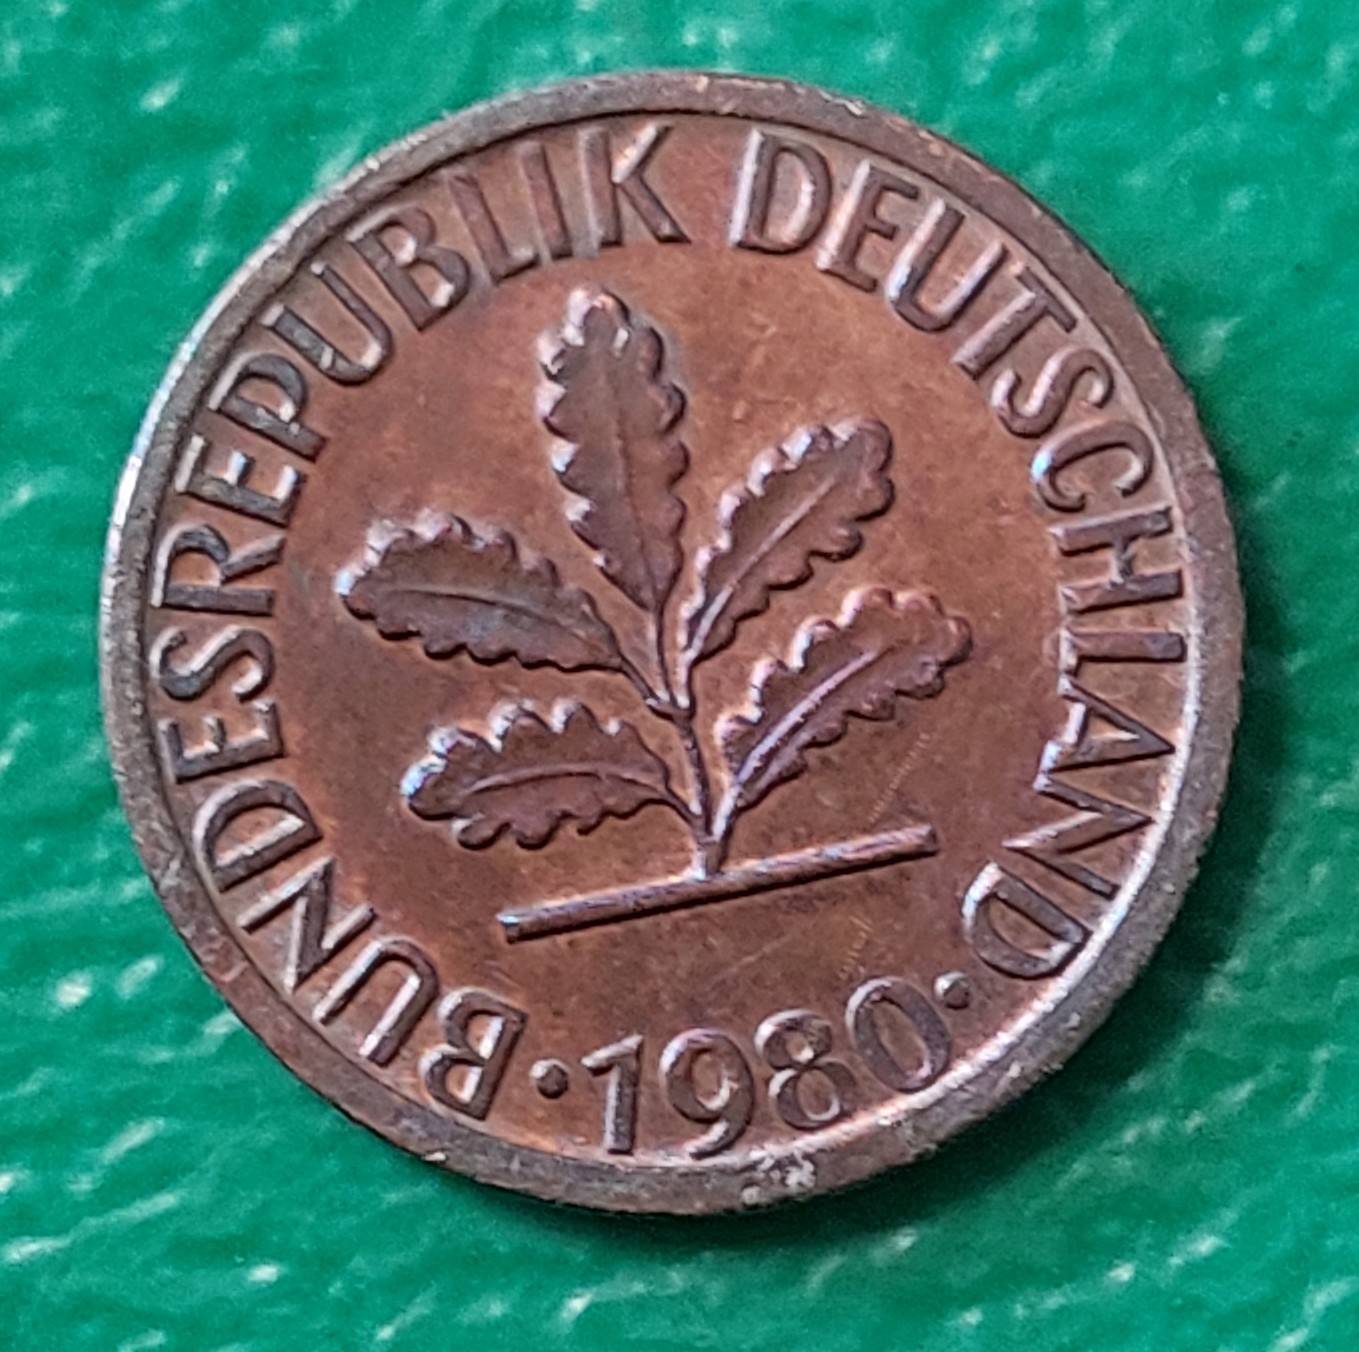 BUNDESREPUBLIK DEUTSCHLAND
· 1980 ·